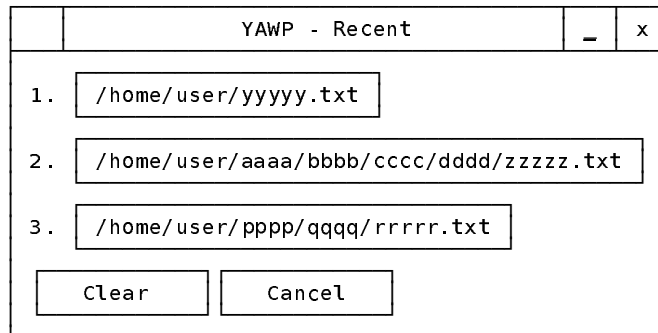 YAWP - Recent _ x
1. /home/user/yyyyy.txt
2. /home/user/aaaa/bbbb/cccc/dddd/zzzzz.txt
3. /home/user/pppp/qqqq/rrrrr.txt
Clear Cancel